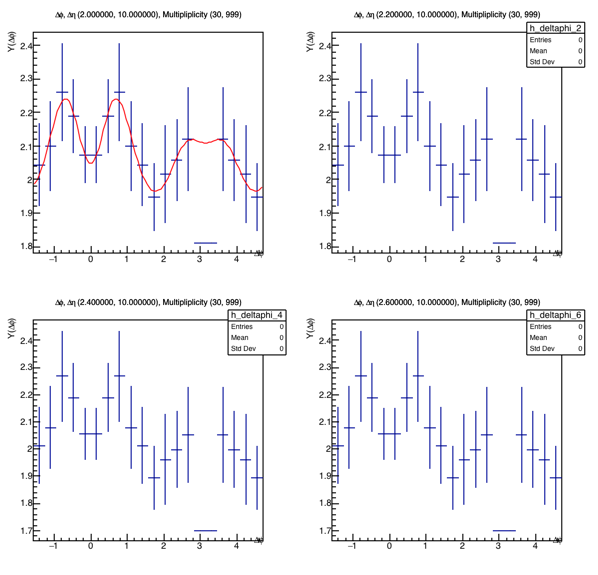 Δφ, Δη (2.000000, 10.000000), Multipliplicity (30, 999)
Y(Δφ)
2.4
2.3
2.2
2.1
2
1.9
1.8
−1 0 1 2 3 4
Δφ
Δφ, Δη (2.200000, 10.000000), Multipliplicity (30, 999)
h_deltaphi_2
Entries 0
Mean 0
Std Dev 0
Y(Δφ)
2.4
2.3
2.2
2.1
2
1.9
1.8
−1 0 1 2 3 4
Δφ
Δφ, Δη (2.400000, 10.000000), Multipliplicity (30, 999)
h_deltaphi_4
Entries 0
Mean 0
Std Dev 0
Y(Δφ)
2.4
2.3
2.2
2.1
2
1.9
1.8
1.7
−1 0 1 2 3 4
Δφ
Δφ, Δη (2.600000, 10.000000), Multipliplicity (30, 999)
h_deltaphi_6
Entries 0
Mean 0
Std Dev 0
Y(Δφ)
2.4
2.3
2.2
2.1
2
1.9
1.8
1.7
−1 0 1 2 3 4
Δφ